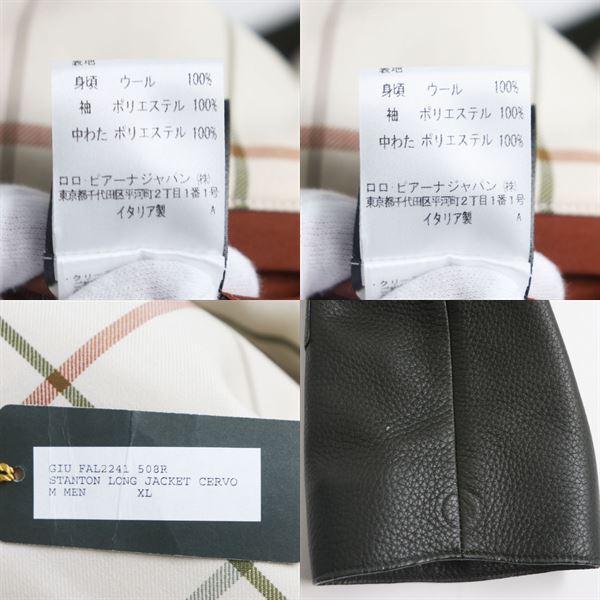 裏地
身頃 ウール 100%
袖 ポリエステル 100%
中わた ポリエステル 100%
ロロ・ピアーナジャパン㈱
東京都千代田区平河町2丁目1番1号
イタリア製 A
裏地
身頃 ウール 100%
袖 ポリエステル 100%
中わた ポリエステル 100%
ロロ・ピアーナジャパン㈱
東京都千代田区平河町2丁目1番1号
イタリア製 A
GIU FAL2241 508R
STANTON LONG JACKET CERVO
M MEN XL